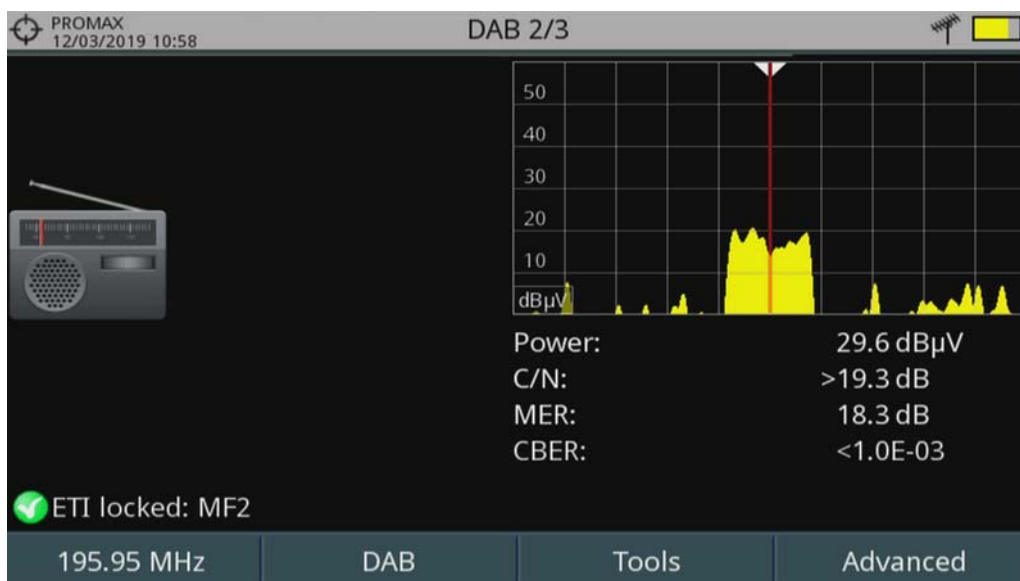 PROMAX
12/03/2019 10:58
DAB 2/3
50
40
30
20
10
dBµV
Power: 29.6 dBµV
C/N: >19.3 dB
MER: 18.3 dB
CBER: <1.0E-03
ETI locked: MF2
195.95 MHz DAB Tools Advanced